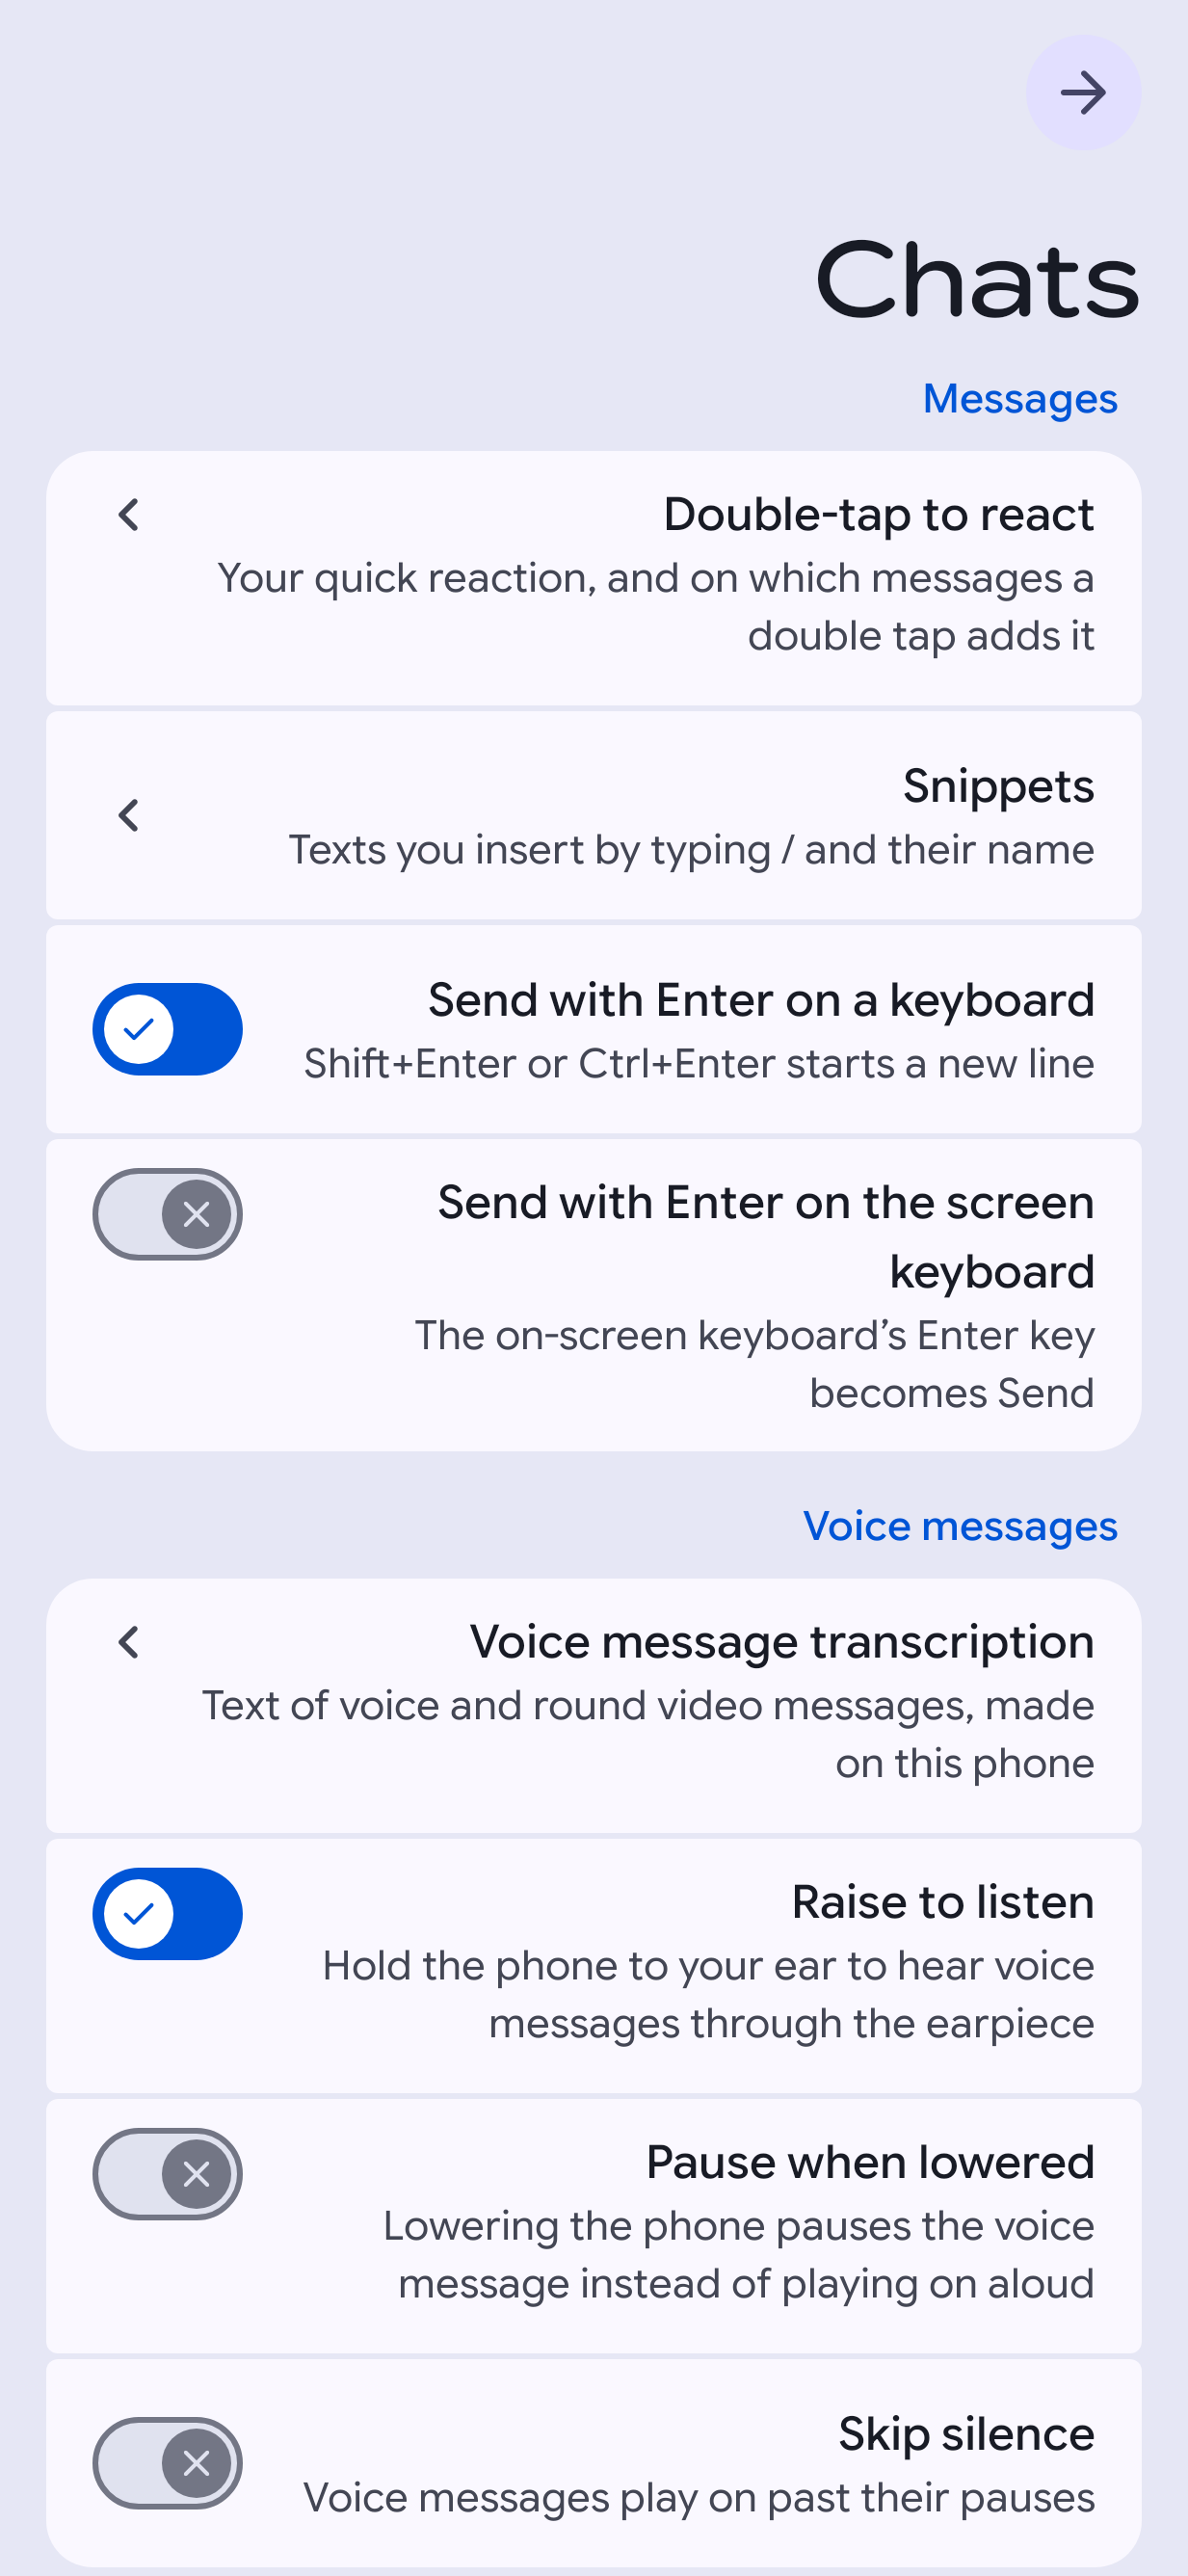 Chats
Messages
Double-tap to react
Your quick reaction, and on which messages a
double tap adds it
Snippets
Texts you insert by typing / and their name
Send with Enter on a keyboard
Shift+Enter or Ctrl+Enter starts a new line
Send with Enter on the screen
keyboard
The on-screen keyboard’s Enter key
becomes Send
Voice messages
Voice message transcription
Text of voice and round video messages, made
on this phone
Raise to listen
Hold the phone to your ear to hear voice
messages through the earpiece
Pause when lowered
Lowering the phone pauses the voice
message instead of playing on aloud
Skip silence
Voice messages play on past their pauses